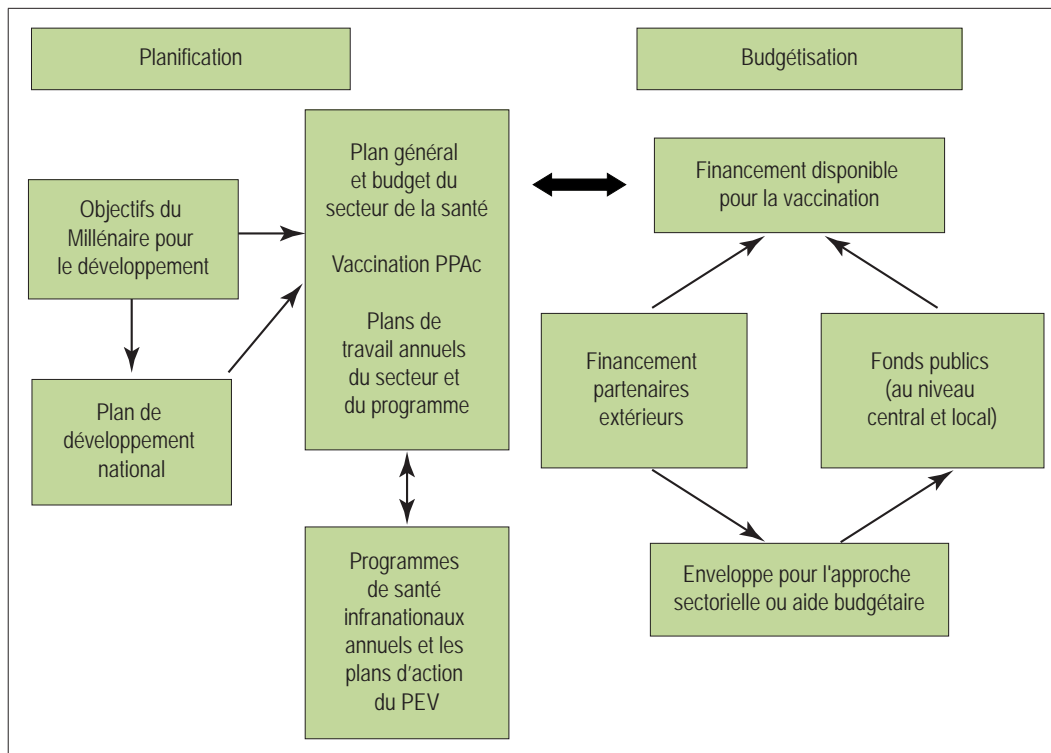 Planification
Budgétisation
Plan général
et budget du
secteur de la santé
Vaccination PPAc
Plans de
travail annuels
du secteur et
du programme
Objectifs du
Millénaire pour
le développement
Plan de
développement
national
Programmes
de santé
infranationaux
annuels et les
plans d'action
du PEV
Financement disponible
pour la vaccination
Financement
partenaires
extérieurs
Fonds publics
(au niveau
central et local)
Enveloppe pour l'approche
sectorielle ou aide budgétaire